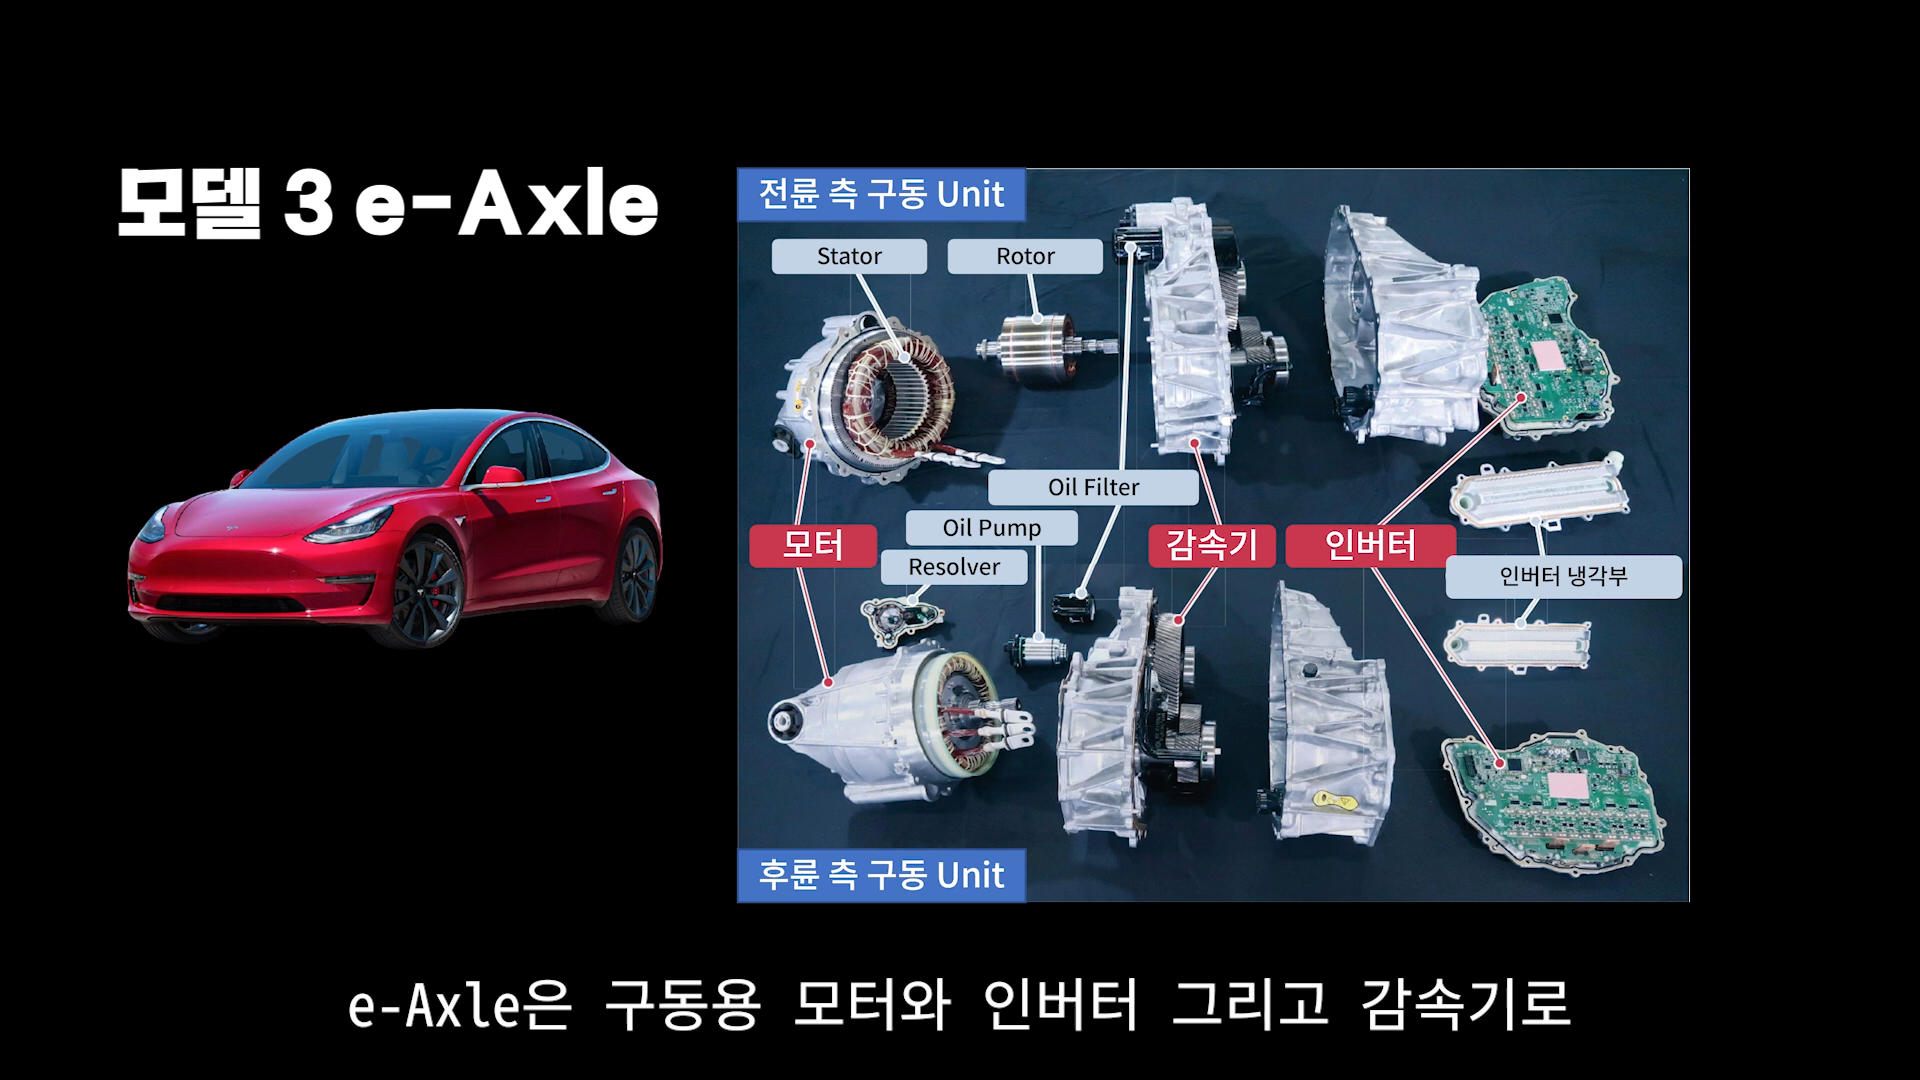 모델 3 e-Axle
전륜 측 구동 Unit
Stator
Rotor
Oil Filter
Oil Pump
모터
감속기
인버터
Resolver
인버터 냉각부
후륜 측 구동 Unit
e-Axle은 구동용 모터와 인버터 그리고 감속기로